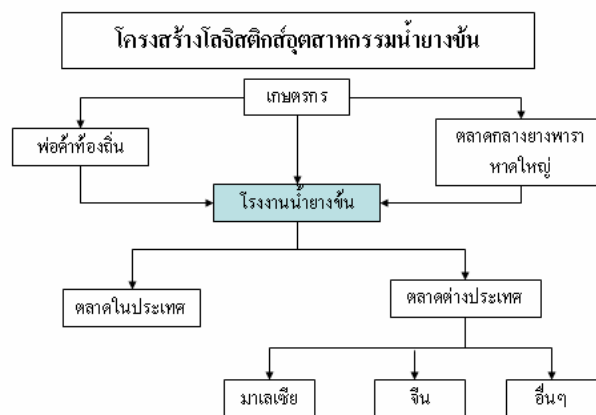 โครงสร้างโลจิสติกส์อุตสาหกรรมน้ำยางข้น
เกษตรกร
พ่อค้าท้องถิ่น
ตลาดกลางยางพารา
หาดใหญ่
โรงงานน้ำยางข้น
ตลาดในประเทศ
ตลาดต่างประเทศ
มาเลเซีย
จีน
อื่นๆ